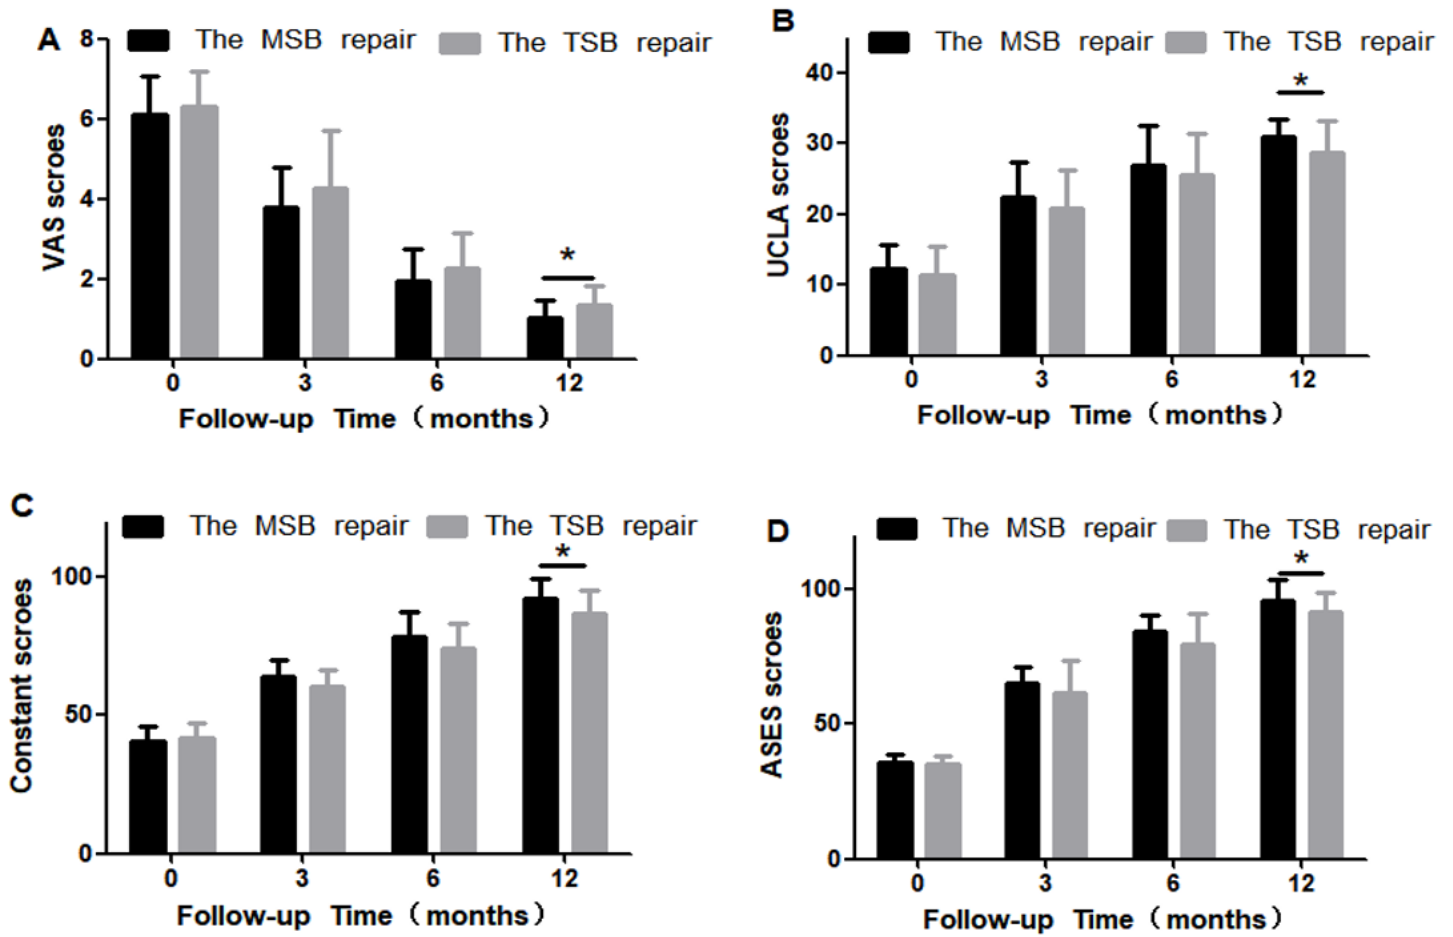 A
The MSB repair The TSB repair
8
6
4
2
0
VAS scroes
*
0 3 6 12
Follow-up Time（months）
B
The MSB repair The TSB repair
40
30
20
10
0
UCLA scroes
*
0 3 6 12
Follow-up Time（months）
C
The MSB repair The TSB repair
100
50
0
Constant scroes
*
0 3 6 12
Follow-up Time（months）
D
The MSB repair The TSB repair
100
50
0
ASES scroes
*
0 3 6 12
Follow-up Time（months）